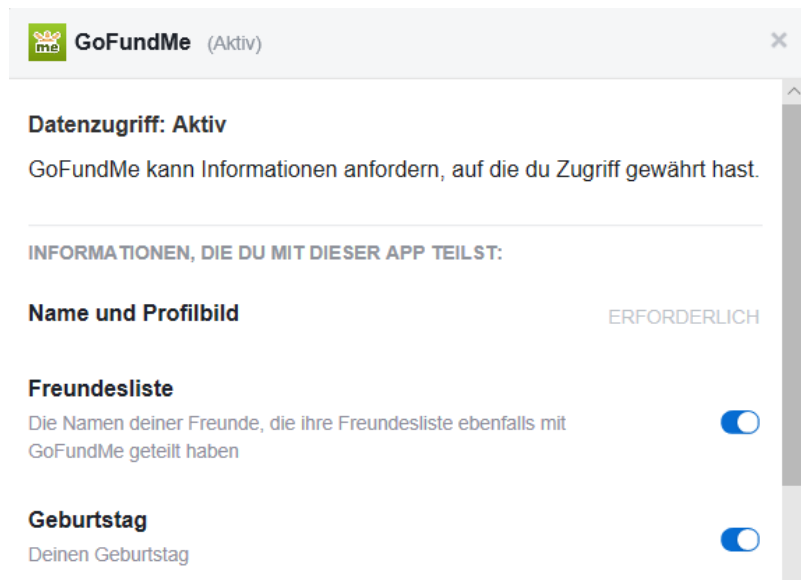 me GoFundMe (Aktiv)
Datenzugriff: Aktiv
GoFundMe kann Informationen anfordern, auf die du Zugriff gewährt hast.
INFORMATIONEN, DIE DU MIT DIESER APP TEILST:
Name und Profilbild ERFORDERLICH
Freundesliste
Die Namen deiner Freunde, die ihre Freundesliste ebenfalls mit
GoFundMe geteilt haben
Geburtstag
Deinen Geburtstag